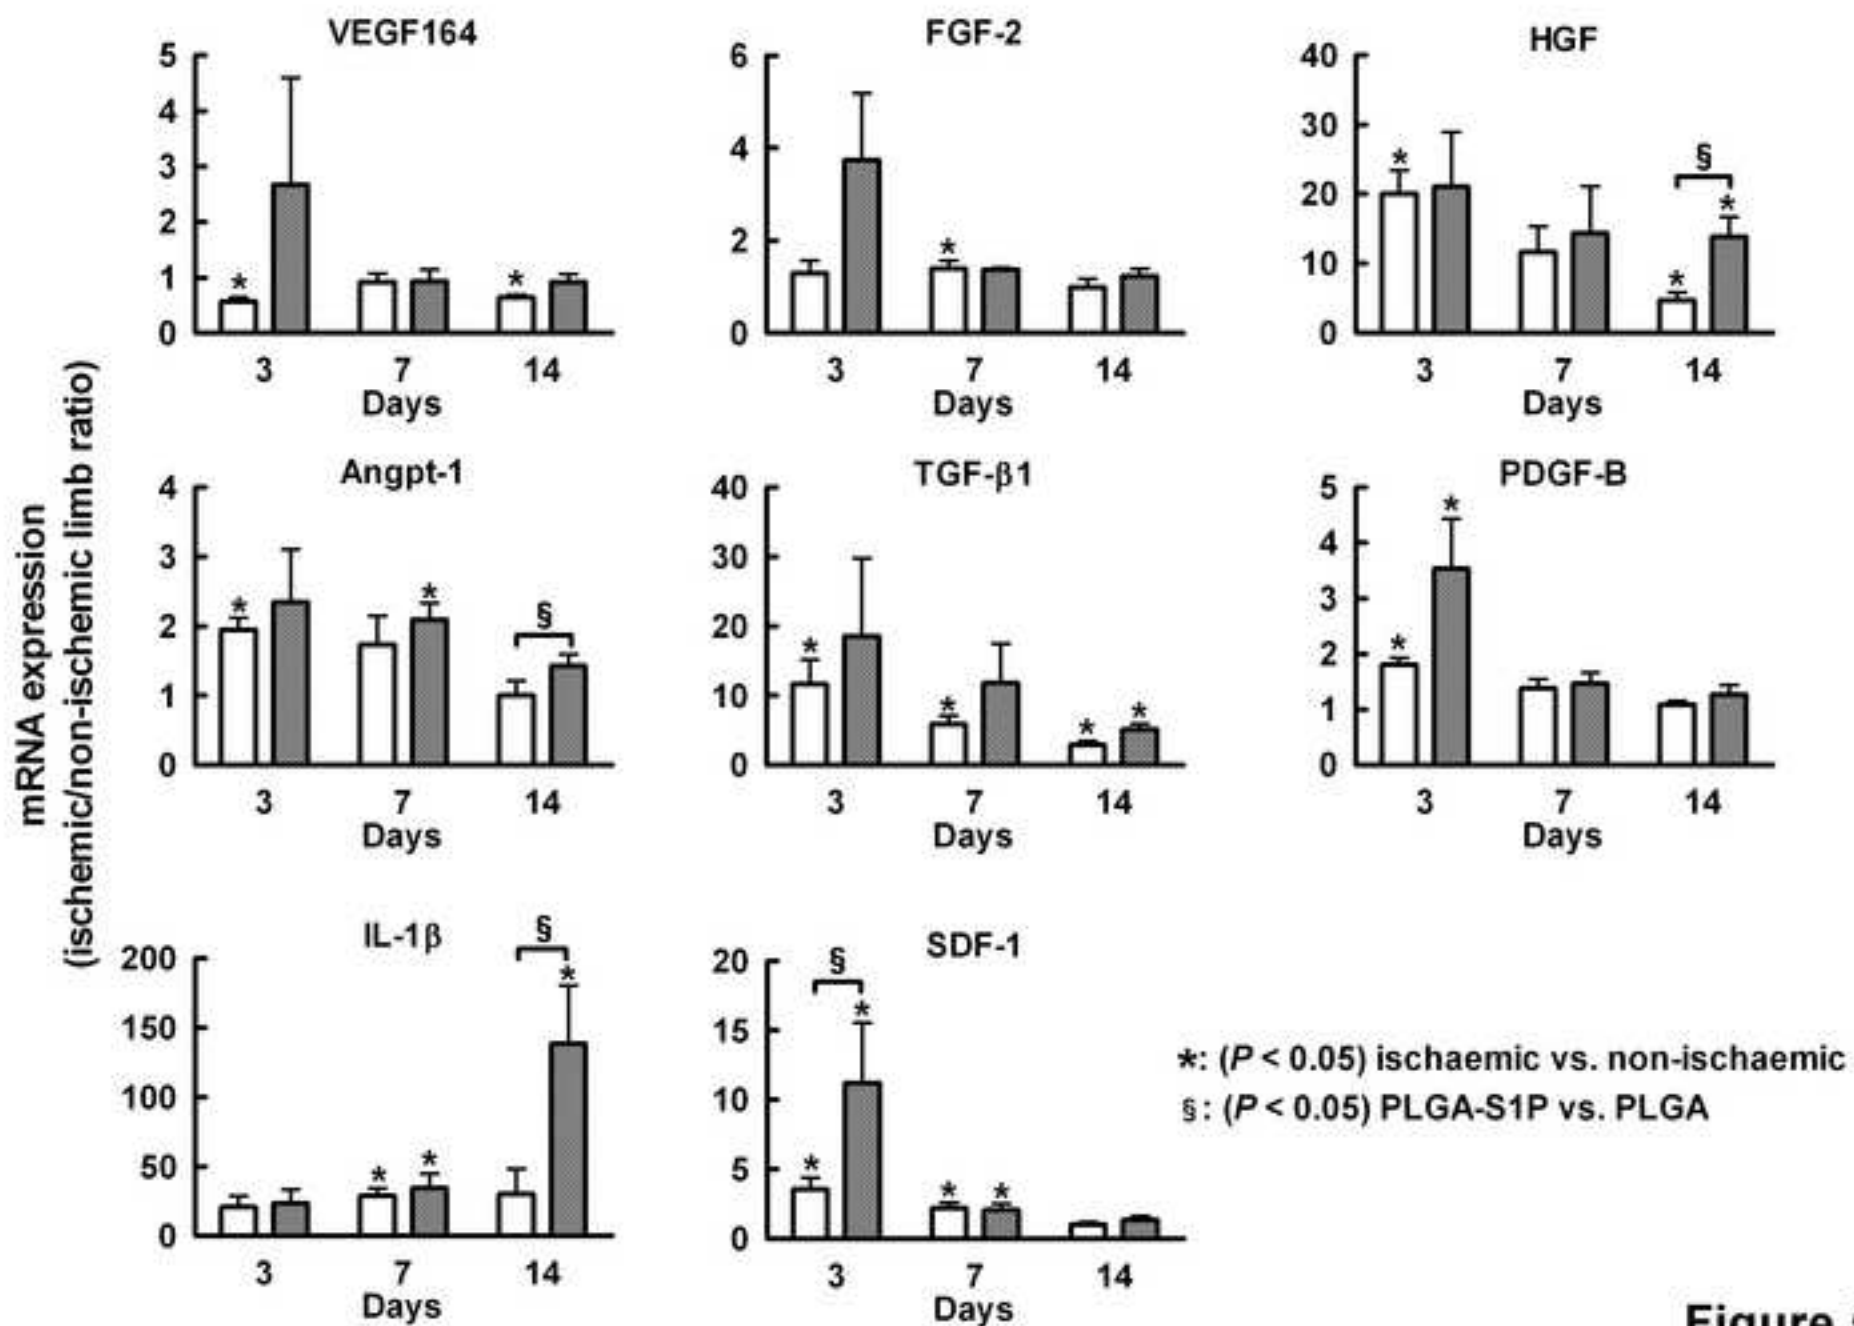 mRNA expression
(ischemic/non-ischemic limb ratio)
VEGF164
5
4
3
2
1
0
*
*
3 7 14
Days
FGF-2
6
4
2
0
*
3 7 14
Days
HGF
40
30
20
10
0
*
§
*
*
3 7 14
Days
Angpt-1
4
3
2
1
0
*
*
§
3 7 14
Days
TGF-β1
40
30
20
10
0
*
*
*
*
3 7 14
Days
PDGF-B
5
4
3
2
1
0
*
*
3 7 14
Days
IL-1β
200
150
100
50
0
*
*
§
*
3 7 14
Days
SDF-1
20
15
10
5
0
*
§
*
*
*
3 7 14
Days
*: (P < 0.05) ischaemic vs. non-ischaemic
§: (P < 0.05) PLGA-S1P vs. PLGA
Figure